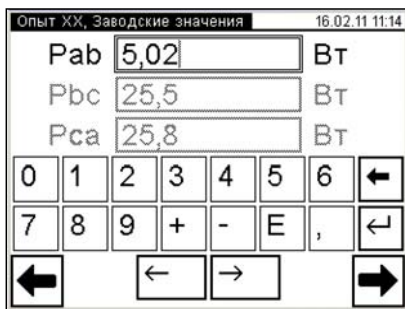 Опыт ХХ, Заводские значения 16.02.11 11:14
Pab 5,02 Вт
Pbc 25,5 Вт
Pca 25,8 Вт
0 1 2 3 4 5 6 ←
7 8 9 + - E , ↵
← ← → →